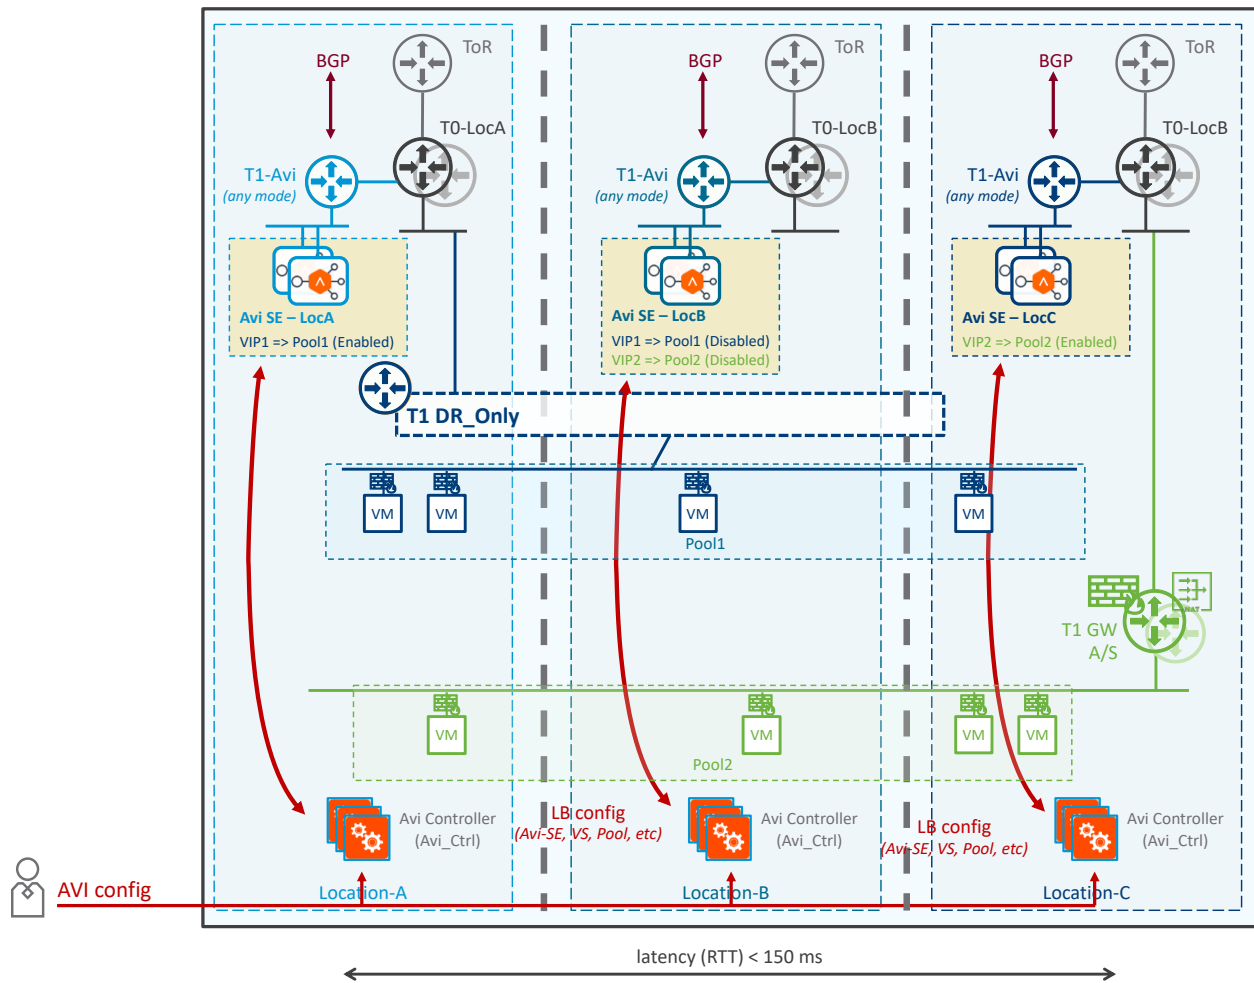 ToR
ToR
ToR
BGP
BGP
BGP
T0-LocA
T0-LocB
T0-LocB
T1-Avi
(any mode)
T1-Avi
(any mode)
T1-Avi
(any mode)
Avi SE – LocA
VIP1 => Pool1 (Enabled)
Avi SE – LocB
VIP1 => Pool1 (Disabled)
VIP2 => Pool2 (Disabled)
Avi SE – LocC
VIP2 => Pool2 (Enabled)
T1 DR_Only
VM
VM
VM
VM
Pool1
NAT
T1 GW
A/S
VM
VM
VM
VM
Pool2
Avi Controller
(Avi_Ctrl)
LB config
(Avi-SE, VS, Pool, etc)
Avi Controller
(Avi_Ctrl)
LB config
(Avi-SE, VS, Pool, etc)
Avi Controller
(Avi_Ctrl)
AVI config
Location-A
Location-B
Location-C
latency (RTT) < 150 ms